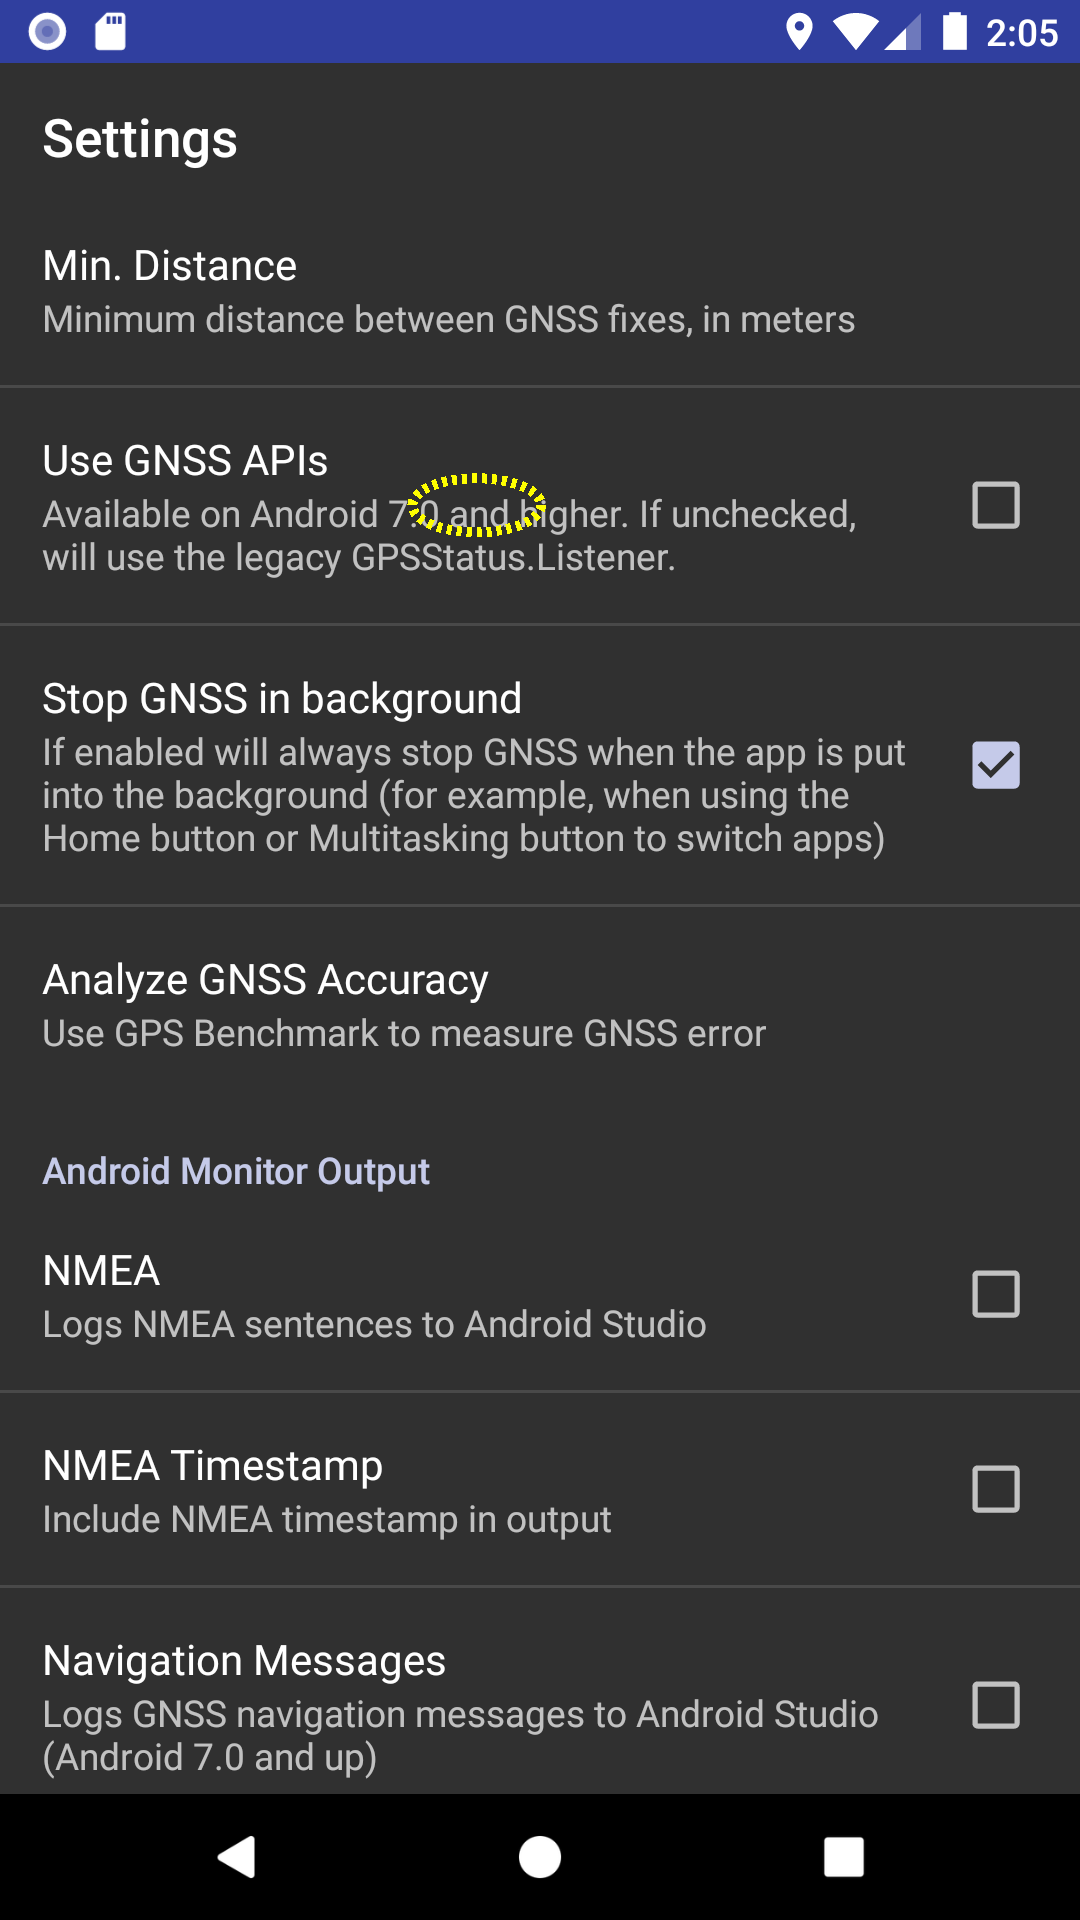 2:05
Settings
Min. Distance
Minimum distance between GNSS fixes, in meters
Use GNSS APIs
Available on Android 7.0 and higher. If unchecked,
will use the legacy GPSStatus.Listener.
Stop GNSS in background
If enabled will always stop GNSS when the app is put
into the background (for example, when using the
Home button or Multitasking button to switch apps)
Analyze GNSS Accuracy
Use GPS Benchmark to measure GNSS error
Android Monitor Output
NMEA
Logs NMEA sentences to Android Studio
NMEA Timestamp
Include NMEA timestamp in output
Navigation Messages
Logs GNSS navigation messages to Android Studio
(Android 7.0 and up)